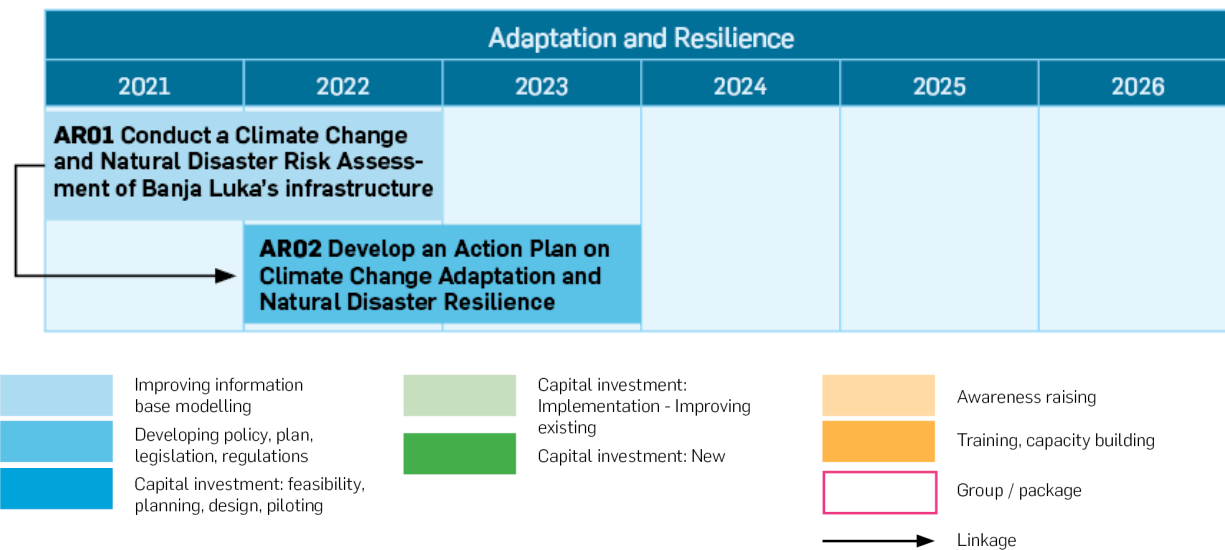 Adaptation and Resilience
2021 2022 2023 2024 2025 2026
AR01 Conduct a Climate Change
and Natural Disaster Risk Assess-
ment of Banja Luka's infrastructure
AR02 Develop an Action Plan on
Climate Change Adaptation and
Natural Disaster Resilience
Improving information
base modelling
Developing policy, plan,
legislation, regulations
Capital investment: feasibility,
planning, design, piloting
Capital investment:
Implementation - Improving
existing
Capital investment: New
Awareness raising
Training, capacity building
Group / package
Linkage